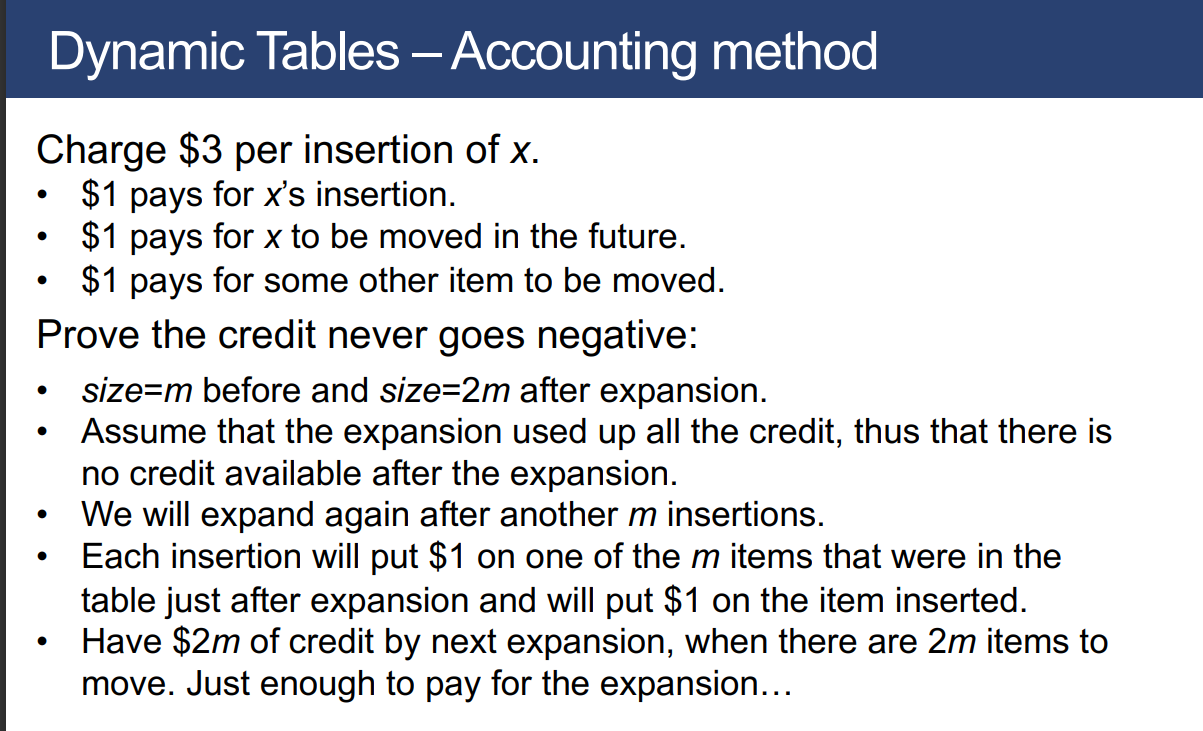 Dynamic Tables – Accounting method
Charge $3 per insertion of x.
• $1 pays for x’s insertion.
• $1 pays for x to be moved in the future.
• $1 pays for some other item to be moved.
Prove the credit never goes negative:
• size=m before and size=2m after expansion.
• Assume that the expansion used up all the credit, thus that there is
no credit available after the expansion.
• We will expand again after another m insertions.
• Each insertion will put $1 on one of the m items that were in the
table just after expansion and will put $1 on the item inserted.
• Have $2m of credit by next expansion, when there are 2m items to
move. Just enough to pay for the expansion…